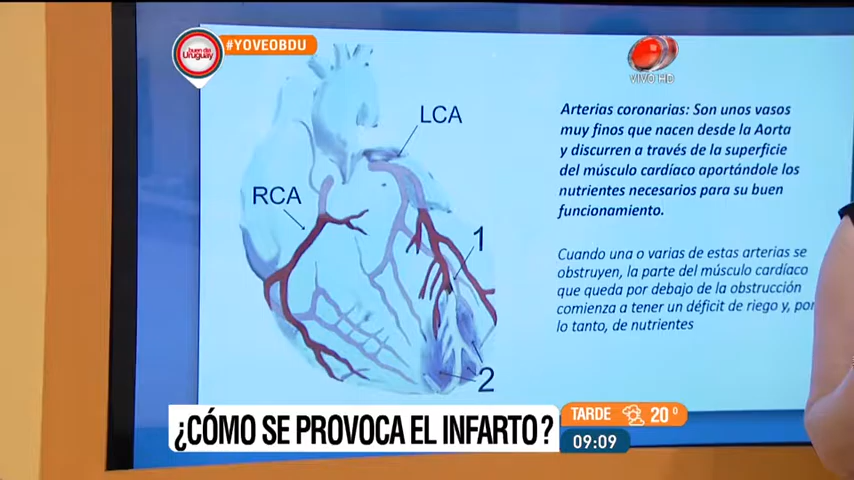 buen día
Uruguay
#YOVEOBDU
VIVO HD
LCA
RCA
1
2
Arterias coronarias: Son unos vasos
muy finos que nacen desde la Aorta
y discurren a través de la superficie
del músculo cardíaco aportándole los
nutrientes necesarios para su buen
funcionamiento.
Cuando una o varias de estas arterias se
obstruyen, la parte del músculo cardíaco
que queda por debajo de la obstrucción
comienza a tener un déficit de riego y, por
lo tanto, de nutrientes
¿CÓMO SE PROVOCA EL INFARTO?
TARDE 20º
09:09